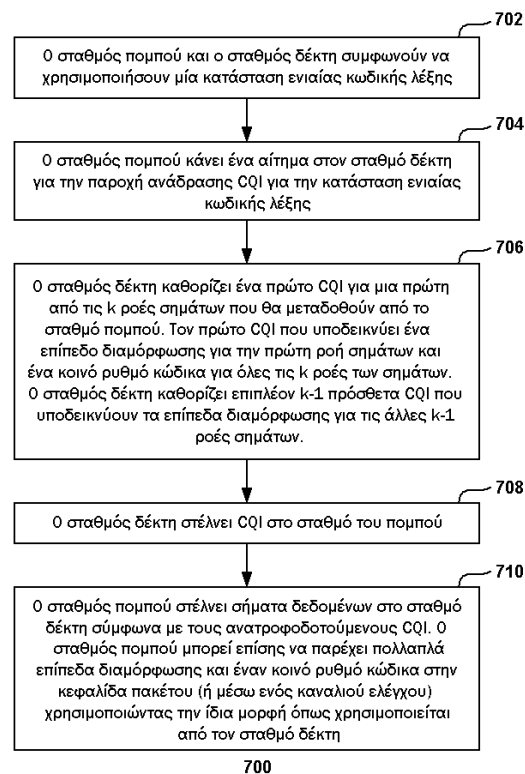 702
Ο σταθμός πομπού και ο σταθμός δέκτη συμφωνούν να
χρησιμοποιήσουν μία κατάσταση ενιαίας κωδικής λέξης
704
Ο σταθμός πομπού κάνει ένα αίτημα στον σταθμό δέκτη
για την παροχή ανάδρασης CQI για την κατάσταση ενιαίας
κωδικής λέξης
706
Ο σταθμός δέκτη καθορίζει ένα πρώτο CQI για μια πρώτη
από τις k ροές σημάτων που θα μεταδοθούν από το
σταθμό πομπού. Τον πρώτο CQI που υποδεικνύει ένα
επίπεδο διαμόρφωσης για την πρώτη ροή σημάτων και
ένα κοινό ρυθμό κώδικα για όλες τις k ροές των σημάτων.
Ο σταθμός δέκτη καθορίζει επιπλέον k-1 πρόσθετα CQI που
υποδεικνύουν τα επίπεδα διαμόρφωσης για τις άλλες k-1
ροές σημάτων.
708
Ο σταθμός δέκτη στέλνει CQI στο σταθμό του πομπού
710
Ο σταθμός πομπού στέλνει σήματα δεδομένων στο σταθμό
δέκτη σύμφωνα με τους ανατροφοδοτούμενους CQI. Ο
σταθμός πομπού μπορεί επίσης να παρέχει πολλαπλά
επίπεδα διαμόρφωσης και έναν κοινό ρυθμό κώδικα στην
κεφαλίδα πακέτου (ή μέσω ενός καναλιού ελέγχου)
χρησιμοποιώντας την ίδια μορφή όπως χρησιμοποιείται
από τον σταθμό δέκτη
700